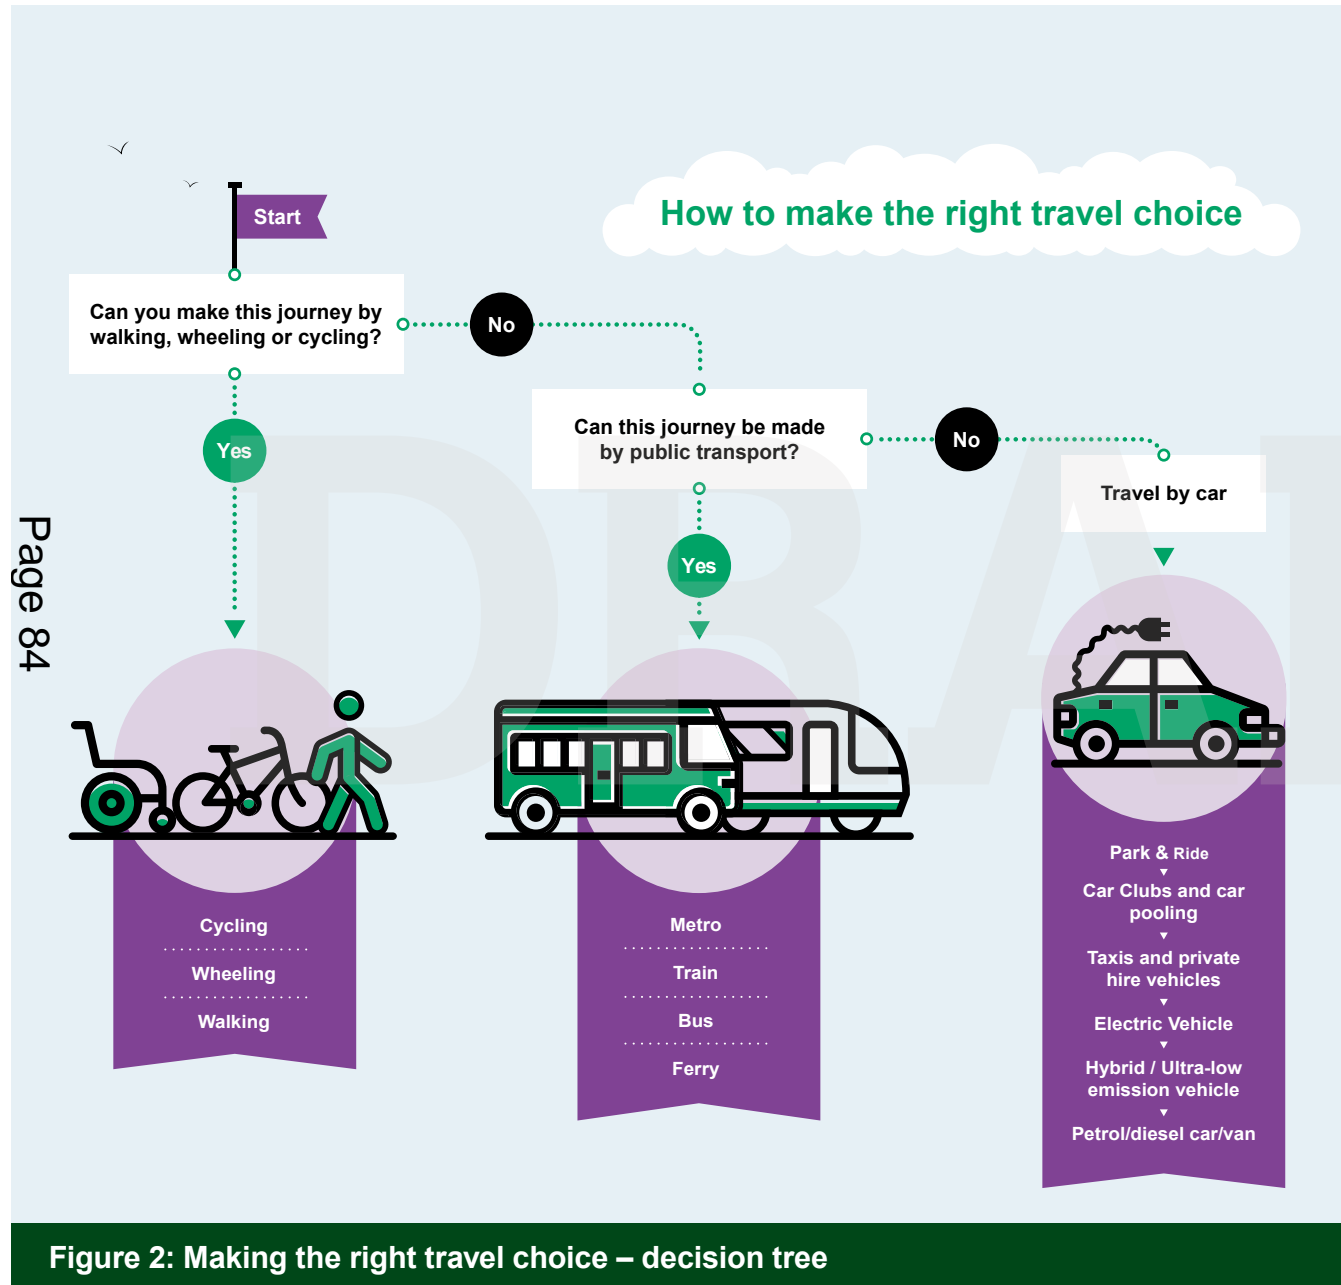 How to make the right travel choice
Start
Can you make this journey by
walking, wheeling or cycling?
No
Yes
Can this journey be made
by public transport?
No
Yes
Travel by car
Cycling
Wheeling
Walking
Metro
Train
Bus
Ferry
Park & Ride
Car Clubs and car
pooling
Taxis and private
hire vehicles
Electric Vehicle
Hybrid / Ultra-low
emission vehicle
Petrol/diesel car/van
Page 84
DRA
Figure 2: Making the right travel choice – decision tree